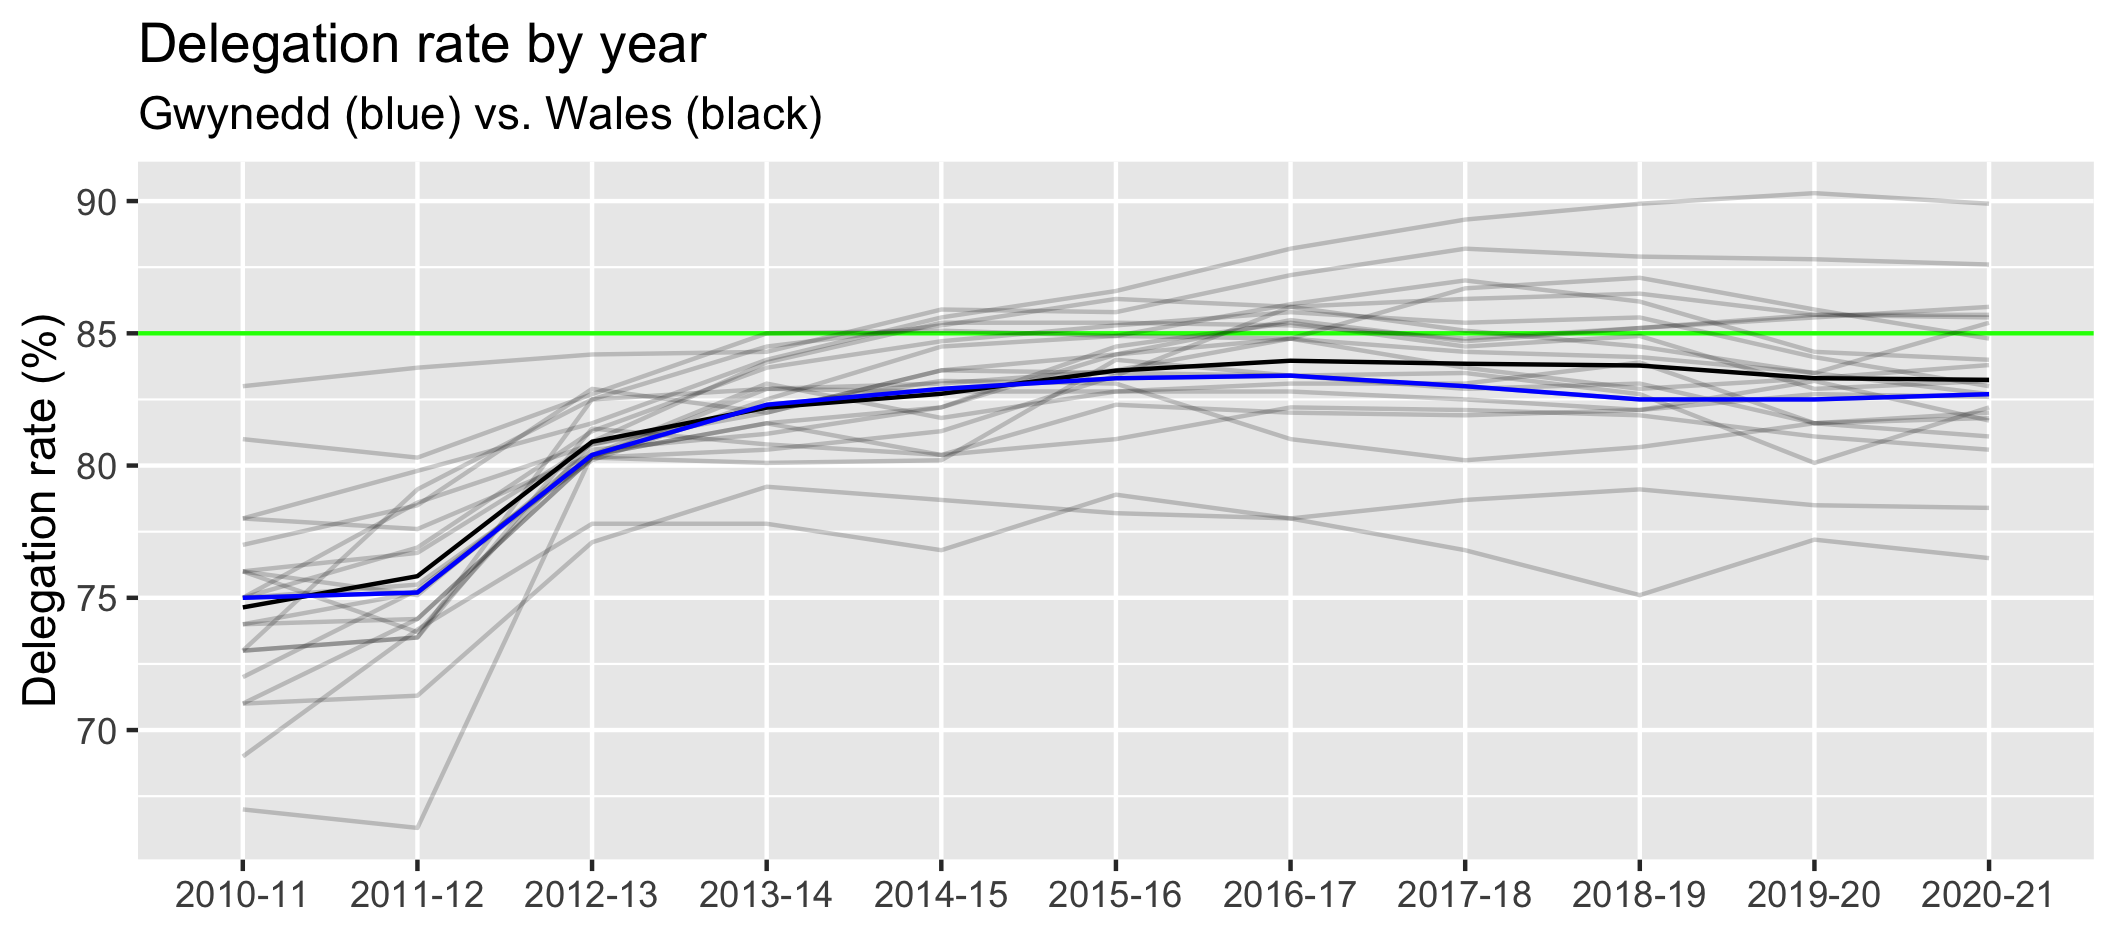 Delegation rate by year
Gwynedd (blue) vs. Wales (black)
Delegation rate (%)
90
85
80
75
70
2010-11 2011-12 2012-13 2013-14 2014-15 2015-16 2016-17 2017-18 2018-19 2019-20 2020-21